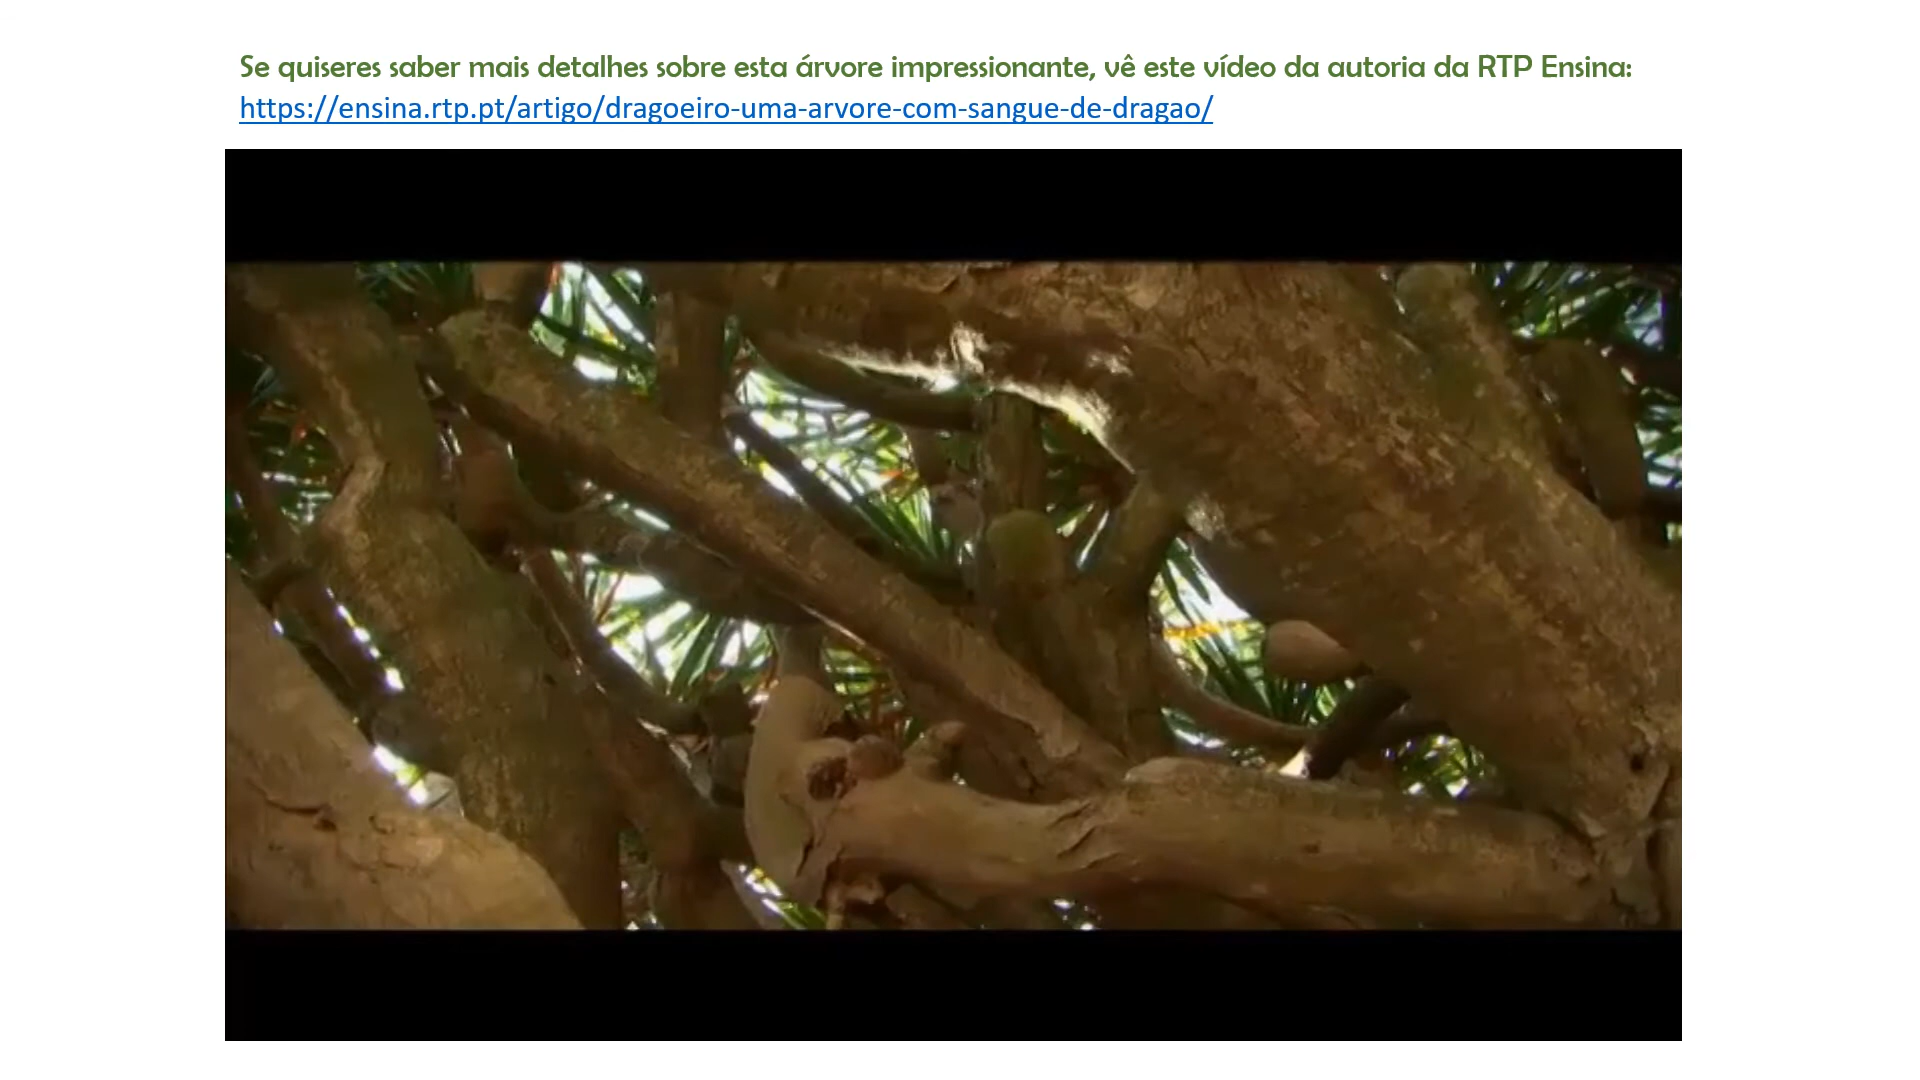 Se quiseres saber mais detalhes sobre esta árvore impressionante, vê este vídeo da autoria da RTP Ensina:
https://ensina.rtp.pt/artigo/dragoeiro-uma-arvore-com-sangue-de-dragao/